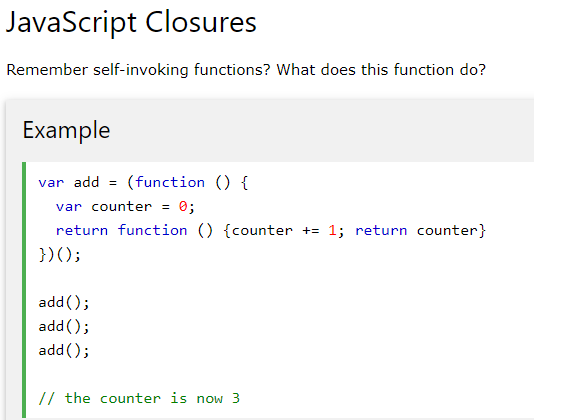 JavaScript Closures
Remember self-invoking functions? What does this function do?
Example
var add = (function () {
  var counter = 0;
  return function () {counter += 1; return counter}
})();
add();
add();
add();
// the counter is now 3